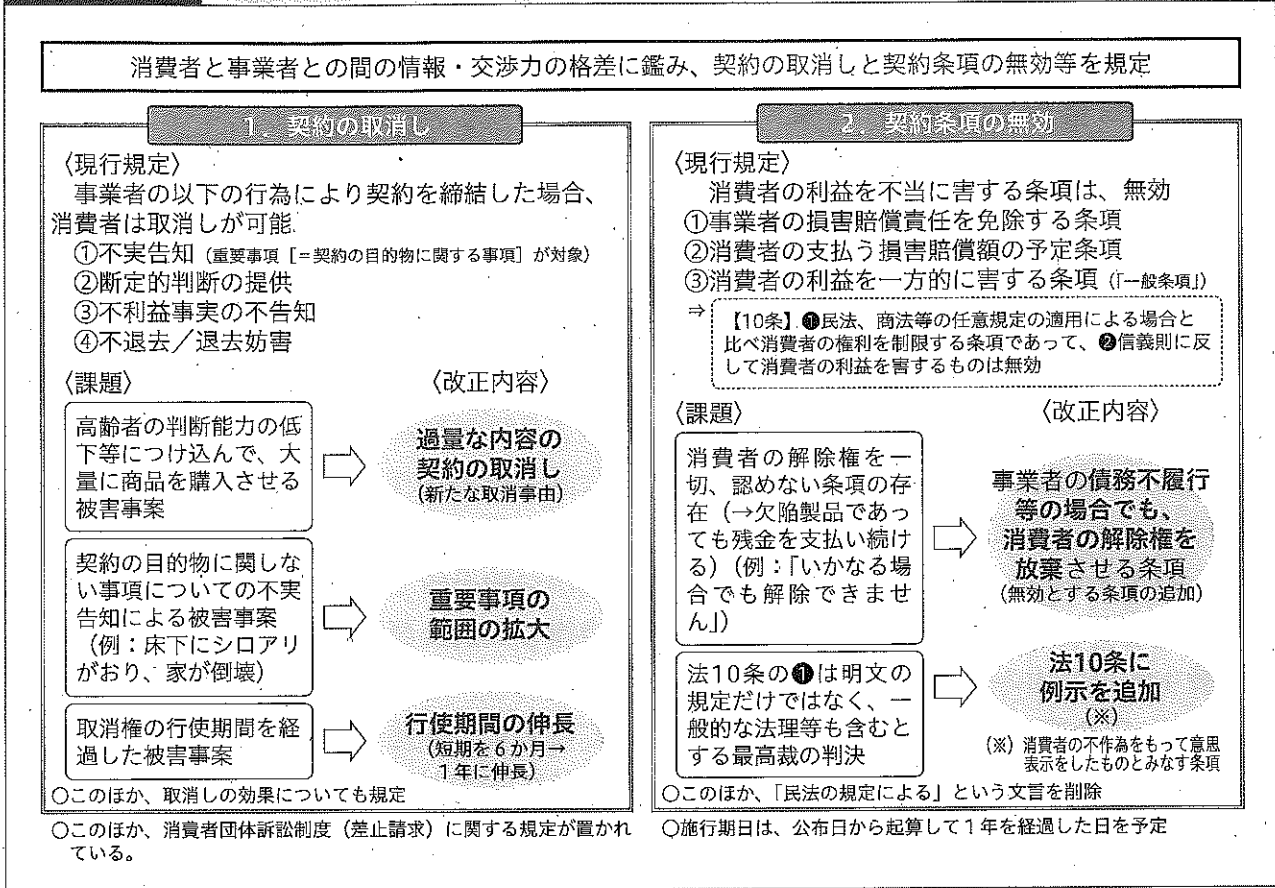 消費者と事業者との間の情報・交渉力の格差に鑑み、契約の取消しと契約条項の無効等を規定
1．契約の取消し
〈現行規定〉
事業者の以下の行為により契約を締結した場合、
消費者は取消しが可能
①不実告知（重要事項［＝契約の目的物に関する事項］が対象）
②断定的判断の提供
③不利益事実の不告知
④不退去／退去妨害
〈課題〉
〈改正内容〉
高齢者の判断能力の低
下等につけ込んで、大
量に商品を購入させる
被害事案
過量な内容の
契約の取消し
（新たな取消事由）
契約の目的物に関しな
い事項についての不実
告知による被害事案
（例：床下にシロアリ
がおり、家が倒壊）
重要事項の
範囲の拡大
取消権の行使期間を経
過した被害事案
行使期間の伸長
（短期を６か月→
１年に伸長）
○このほか、取消しの効果についても規定
○このほか、消費者団体訴訟制度（差止請求）に関する規定が置かれ
ている。
2．契約条項の無効
〈現行規定〉
消費者の利益を不当に害する条項は、無効
①事業者の損害賠償責任を免除する条項
②消費者の支払う損害賠償額の予定条項
③消費者の利益を一方的に害する条項（「一般条項」）
⇒
【10条】❶民法、商法等の任意規定の適用による場合と
比べ消費者の権利を制限する条項であって、❷信義則に反
して消費者の利益を害するものは無効
〈課題〉
〈改正内容〉
消費者の解除権を一
切、認めない条項の存
在（→欠陥製品であっ
ても残金を支払い続け
る）（例：「いかなる場
合でも解除できませ
ん」）
事業者の債務不履行
等の場合でも、
消費者の解除権を
放棄させる条項
（無効とする条項の追加）
法10条の❶は明文の
規定だけではなく、一
般的な法理等も含むと
する最高裁の判決
法10条に
例示を追加
（※）
（※）消費者の不作為をもって意思
表示をしたものとみなす条項
○このほか、「民法の規定による」という文言を削除
○施行期日は、公布日から起算して１年を経過した日を予定